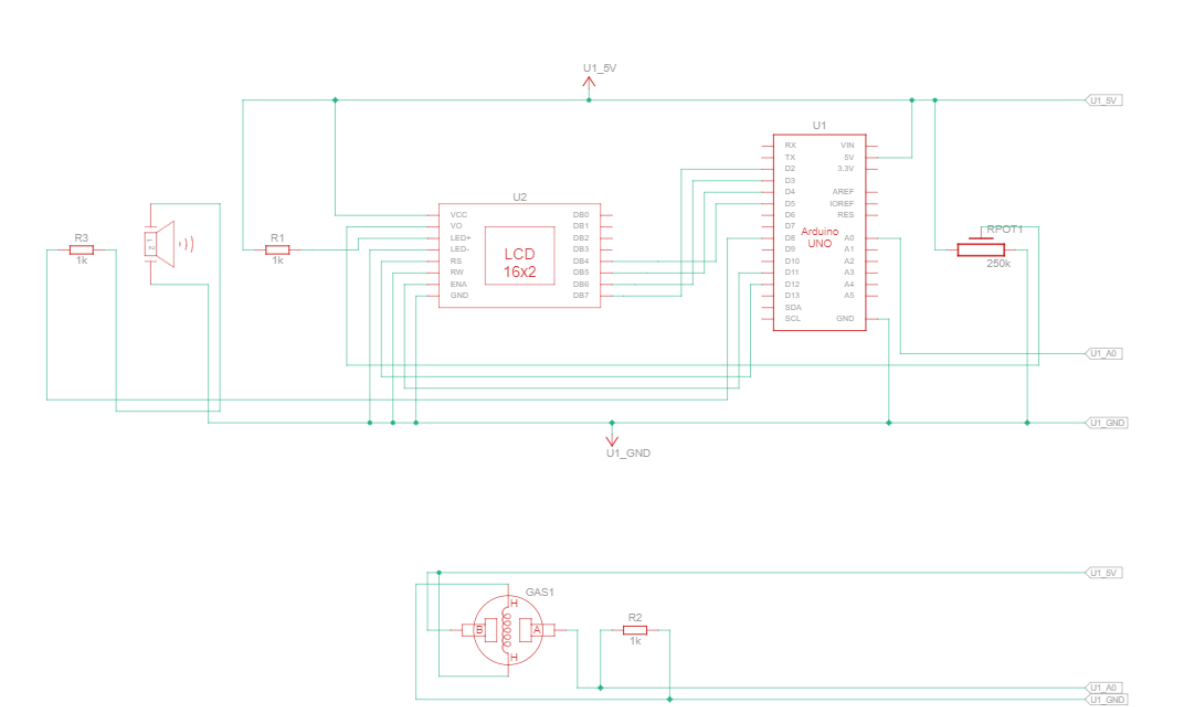 U1_5V
U1_5V
U1
RX
VIN
TX
5V
D2
3.3V
D3
D4
AREF
D5
IOREF
D6
RES
D7
D8
A0
D9
A1
D10
A2
D11
A3
D12
A4
D13
A5
SDA
SCL
GND
Arduino
UNO
U2
VCC
DB0
VO
DB1
LED+
DB2
LED-
DB3
RS
DB4
RW
DB5
ENA
DB6
GND
DB7
LCD
16x2
R3
1k
LS
R1
1k
RPOT1
250k
U1_A0
U1_GND
U1_GND
U1_5V
GAS1
H
B
A
H
R2
1k
U1_A0
U1_GND